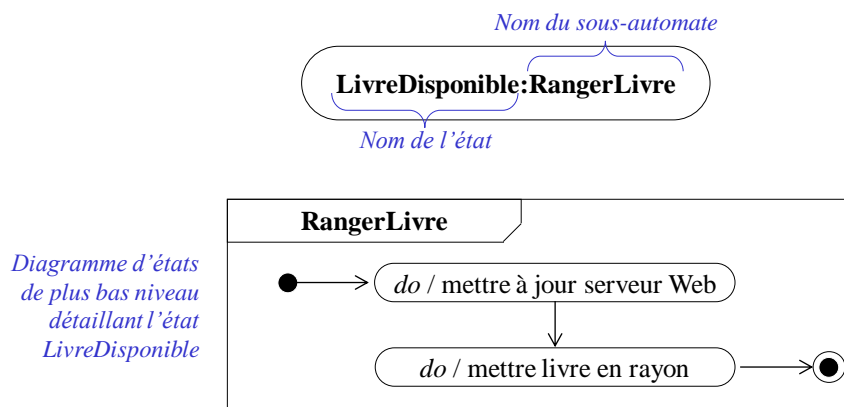 Nom du sous-automate
LivreDisponible:RangerLivre
Nom de l’état
RangerLivre
Diagramme d’états
de plus bas niveau
détaillant l’état
LivreDisponible
do / mettre à jour serveur Web
do / mettre livre en rayon